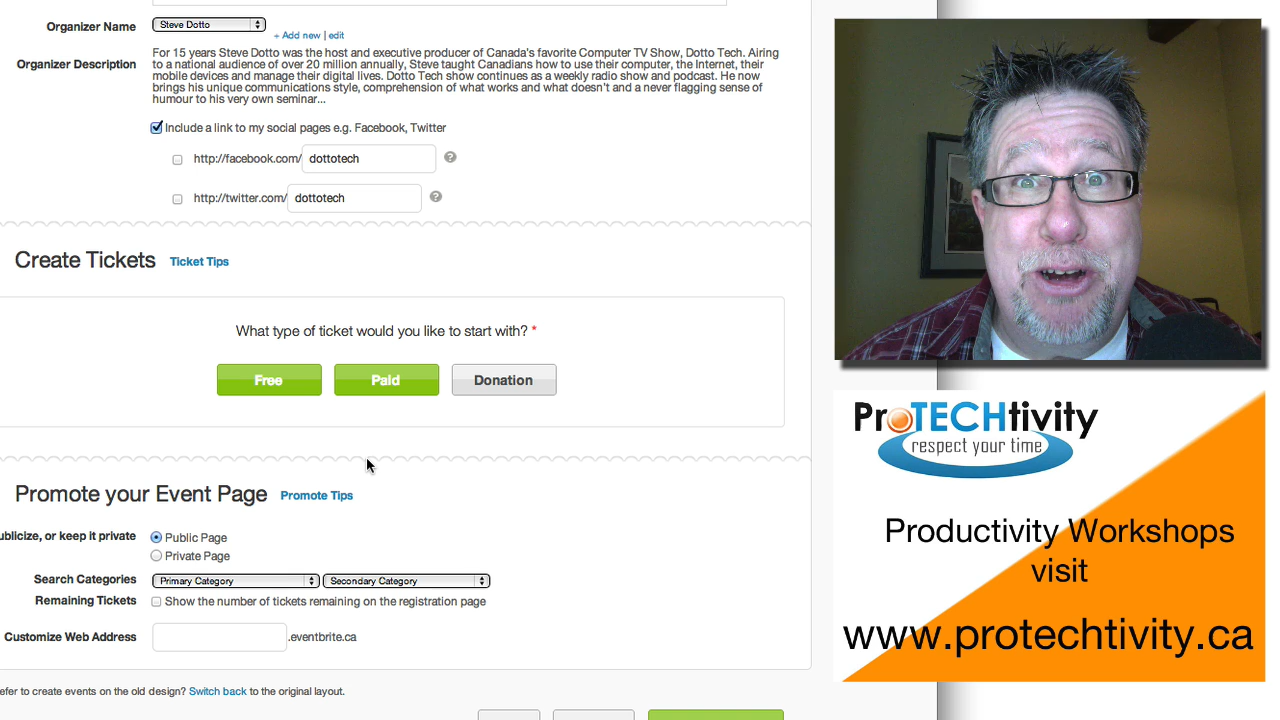 Organizer Name
Steve Dotto
+ Add new | edit
Organizer Description
For 15 years Steve Dotto was the host and executive producer of Canada's favorite Computer TV Show, Dotto Tech. Airing
to a national audience of over 20 million annually, Steve taught Canadians how to use their computer, the Internet, their
mobile devices and manage their digital lives. Dotto Tech show continues as a weekly radio show and podcast. He now
brings his unique communications style, comprehension of what works and what doesn't and a never flagging sense of
humour to his very own seminar...
Include a link to my social pages e.g. Facebook, Twitter
http://facebook.com/ dottotech ?
http://twitter.com/ dottotech ?
Create Tickets Ticket Tips
What type of ticket would you like to start with? *
Free Paid Donation
Promote your Event Page Promote Tips
ublicize, or keep it private
Public Page
Private Page
Search Categories Primary Category Secondary Category
Remaining Tickets Show the number of tickets remaining on the registration page
Customize Web Address .eventbrite.ca
efer to create events on the old design? Switch back to the original layout.
ProTECHtivity
respect your time
Productivity Workshops
visit
www.protechtivity.ca